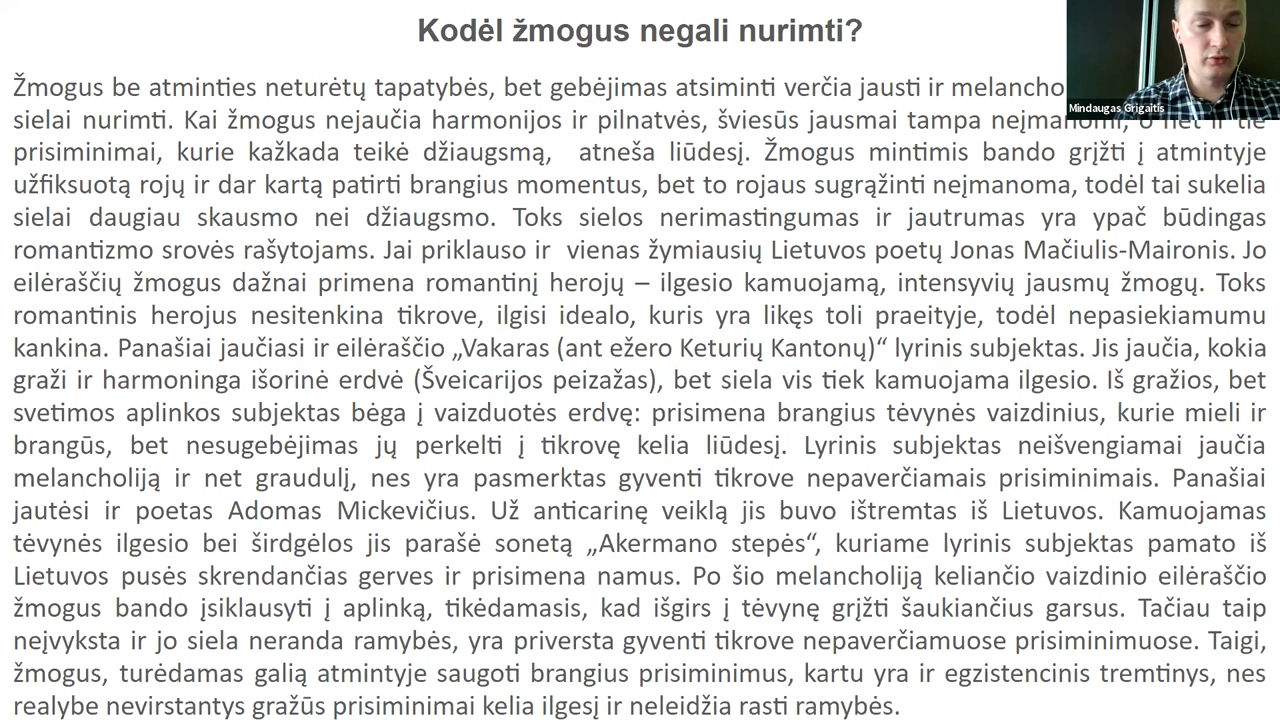 Kodėl žmogus negali nurimti?
Žmogus be atminties neturėtų tapatybės, bet gebėjimas atsiminti verčia jausti ir
Mindaugas Grigaitis
sielai nurimti. Kai žmogus nejaučia harmonijos ir pilnatvės, šviesūs jausmai tampa neįmanomi, o net ir tie
prisiminimai, kurie kažkada teikė džiaugsmą, atneša liūdesį. Žmogus mintimis bando grįžti į atmintyje
užfiksuotą rojų ir dar kartą patirti brangius momentus, bet to rojaus sugrąžinti neįmanoma, todėl tai sukelia
sielai daugiau skausmo nei džiaugsmo. Toks sielos nerimastingumas ir jautrumas yra ypač būdingas
romantizmo srovės rašytojams. Jai priklauso ir vienas žymiausių Lietuvos poetų Jonas Mačiulis-Maironis. Jo
eilėraščių žmogus dažnai primena romantinį herojų – ilgesio kamuojamą, intensyvių jausmų žmogų. Toks
romantinis herojus nesitenkina tikrove, ilgisi idealo, kuris yra likęs toli praeityje, todėl nepasiekiamumu
kankina. Panašiai jaučiasi ir eilėraščio „Vakaras (ant ežero Keturių Kantonų)“ lyrinis subjektas. Jis jaučia, kokia
graži ir harmoninga išorinė erdvė (Šveicarijos peizažas), bet siela vis tiek kamuojama ilgesio. Iš gražios, bet
svetimos aplinkos subjektas bėga į vaizduotės erdvę: prisimena brangius tėvynės vaizdinius, kurie mieli ir
brangūs, bet nesugebėjimas jų perkelti į tikrovę kelia liūdesį. Lyrinis subjektas neišvengiamai jaučia
melancholiją ir net graudulį, nes yra pasmerktas gyventi tikrove nepaverčiamais prisiminimais. Panašiai
jautėsi ir poetas Adomas Mickevičius. Už anticarinę veiklą jis buvo ištremtas iš Lietuvos. Kamuojamas
tėvynės ilgesio bei širdgėlos jis parašė sonetą „Akermano stepės“, kuriame lyrinis subjektas pamato iš
Lietuvos pusės skrendančias gerves ir prisimena namus. Po šio melancholiją keliančio vaizdinio eilėraščio
žmogus bando įsiklausyti į aplinką, tikėdamasis, kad išgirs į tėvynę grįžti šaukiančius garsus. Tačiau taip
neįvyksta ir jo siela neranda ramybės, yra priversta gyventi tikrove nepaverčiamuose prisiminimuose. Taigi,
žmogus, turėdamas galią atmintyje saugoti brangius prisiminimus, kartu yra ir egzistencinis tremtinys, nes
realybe nevirstantys gražūs prisiminimai kelia ilgesį ir neleidžia rasti ramybės.